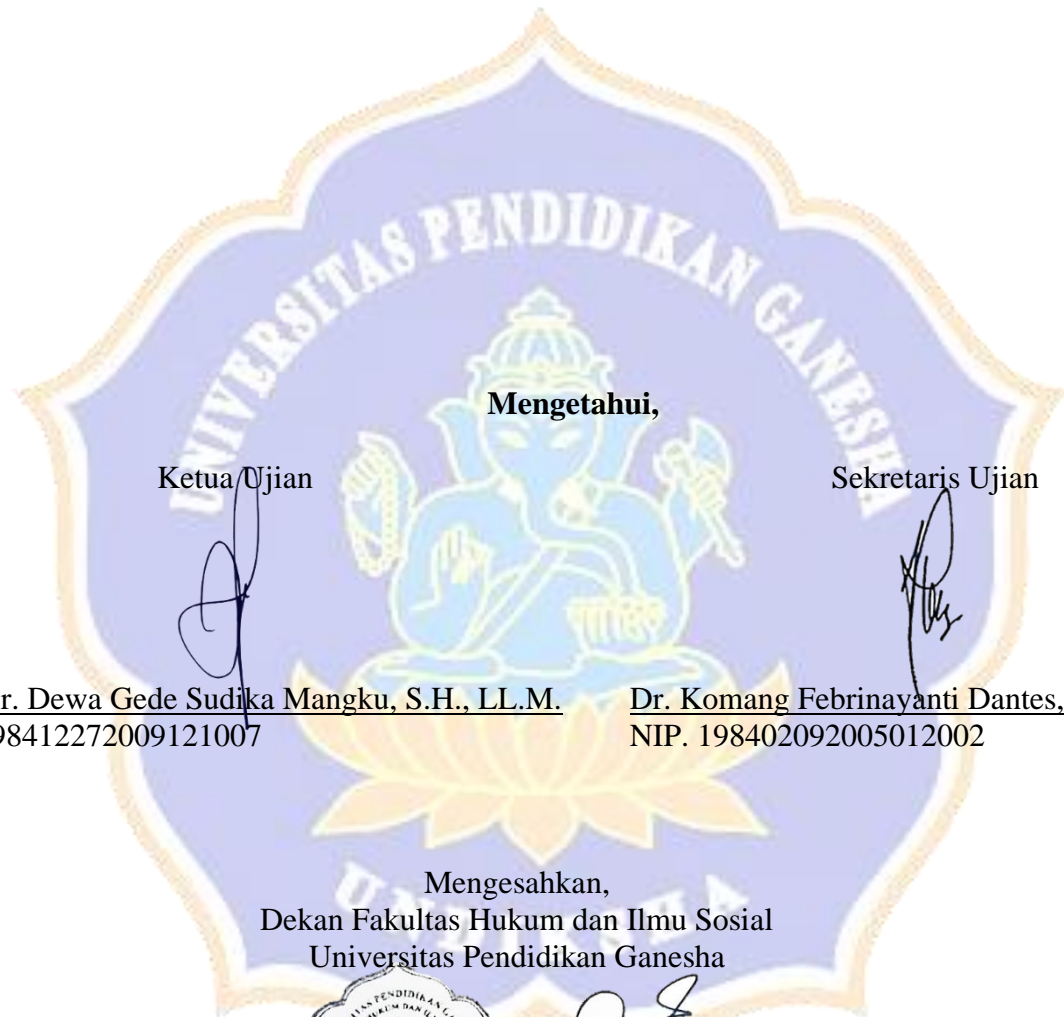 UNIVERSITAS PENDIDIKAN GANESHA
Mengetahui,
Ketua Ujian
Sekretaris Ujian
r. Dewa Gede Sudika Mangku, S.H., LL.M.
Dr. Komang Febrinayanti Dantes,
98412272009121007
NIP. 198402092005012002
Mengesahkan,
Dekan Fakultas Hukum dan Ilmu Sosial
UNDIKSHA
Universitas Pendidikan Ganesha